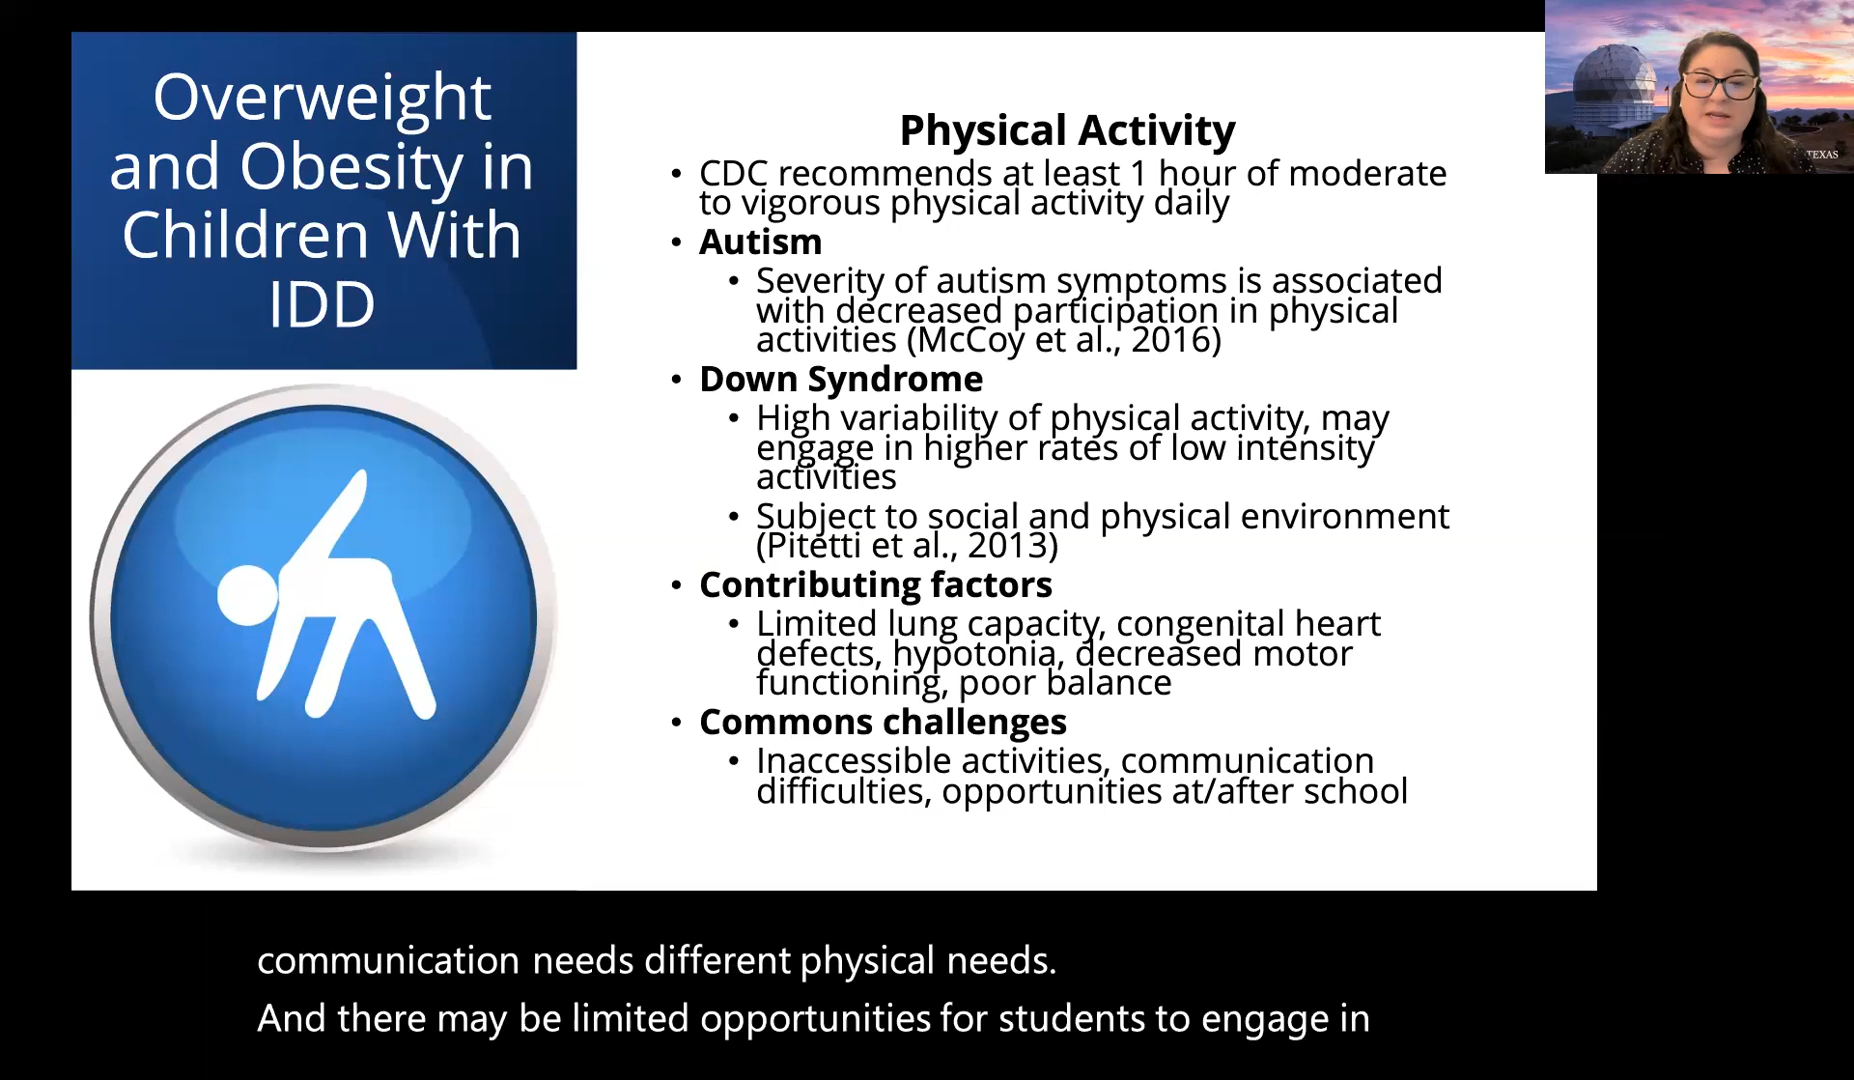 Overweight
and Obesity in
Children With
IDD
Physical Activity
• CDC recommends at least 1 hour of moderate
to vigorous physical activity daily
• Autism
• Severity of autism symptoms is associated
with decreased participation in physical
activities (McCoy et al., 2016)
• Down Syndrome
• High variability of physical activity, may
engage in higher rates of low intensity
activities
• Subject to social and physical environment
(Pitetti et al., 2013)
• Contributing factors
• Limited lung capacity, congenital heart
defects, hypotonia, decreased motor
functioning, poor balance
• Commons challenges
• Inaccessible activities, communication
difficulties, opportunities at/after school
TEXAS
communication needs different physical needs.
And there may be limited opportunities for students to engage in